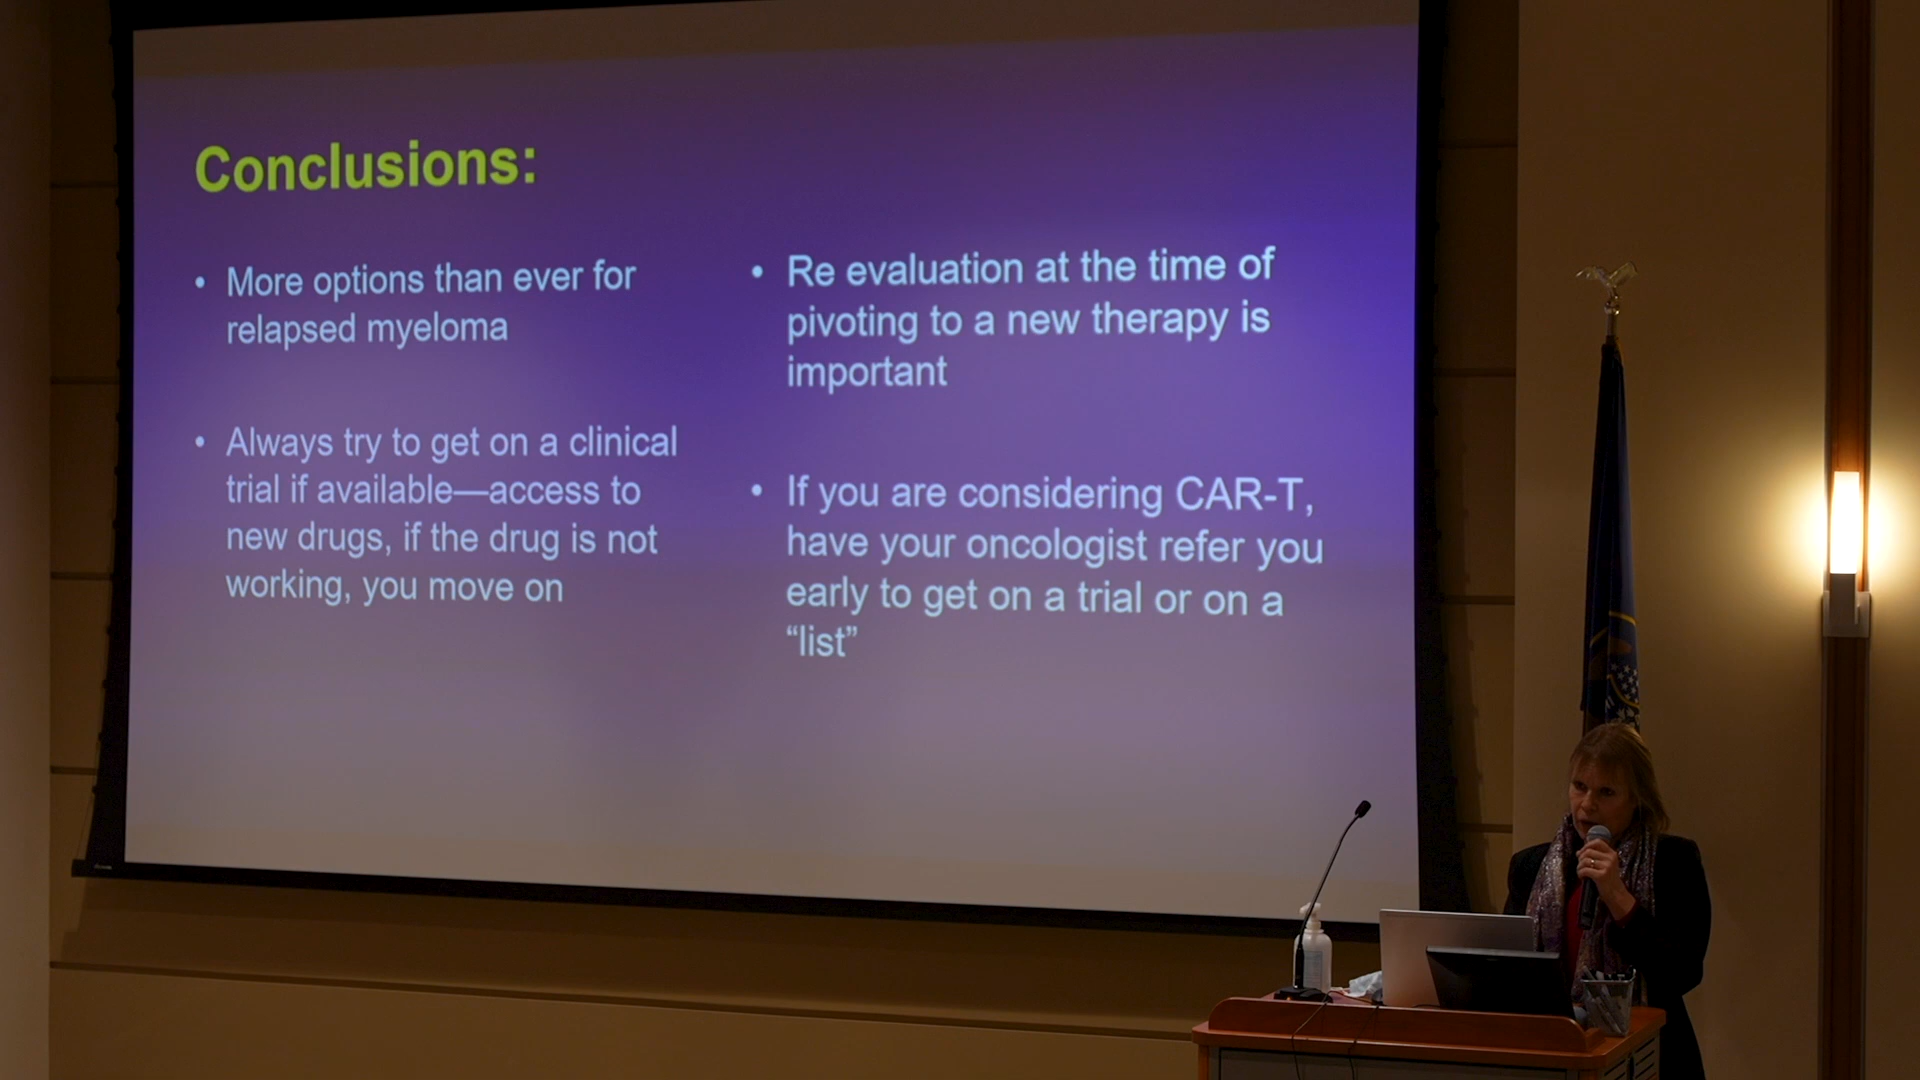 Conclusions:
• More options than ever for
relapsed myeloma
• Always try to get on a clinical
trial if available—access to
new drugs, if the drug is not
working, you move on
• Re evaluation at the time of
pivoting to a new therapy is
important
• If you are considering CAR-T,
have your oncologist refer you
early to get on a trial or on a
“list”